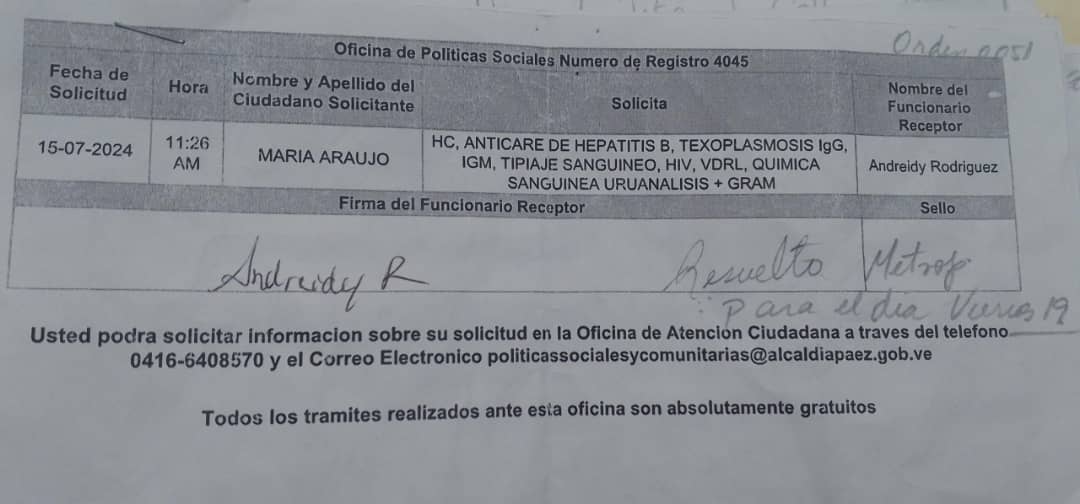 Orden 0051
Oficina de Politicas Sociales Numero de Registro 4045
Fecha de Solicitud
Hora
Nombre y Apellido del Ciudadano Solicitante
Solicita
Nombre del Funcionario Receptor
15-07-2024
11:26 AM
MARIA ARAUJO
HC, ANTICARE DE HEPATITIS B, TEXOPLASMOSIS IgG,
IGM, TIPIAJE SANGUINEO, HIV, VDRL, QUIMICA
SANGUINEA URUANALISIS + GRAM
Andreidy Rodriguez
Firma del Funcionario Receptor
Sello
Andreidy R
Resuelto
para el dia Viernes 19
Usted podra solicitar informacion sobre su solicitud en la Oficina de Atencion Ciudadana a traves del telefono
0416-6408570 y el Correo Electronico politicassocialesycomunitarias@alcaldiapaez.gob.ve
Todos los tramites realizados ante esta oficina son absolutamente gratuitos